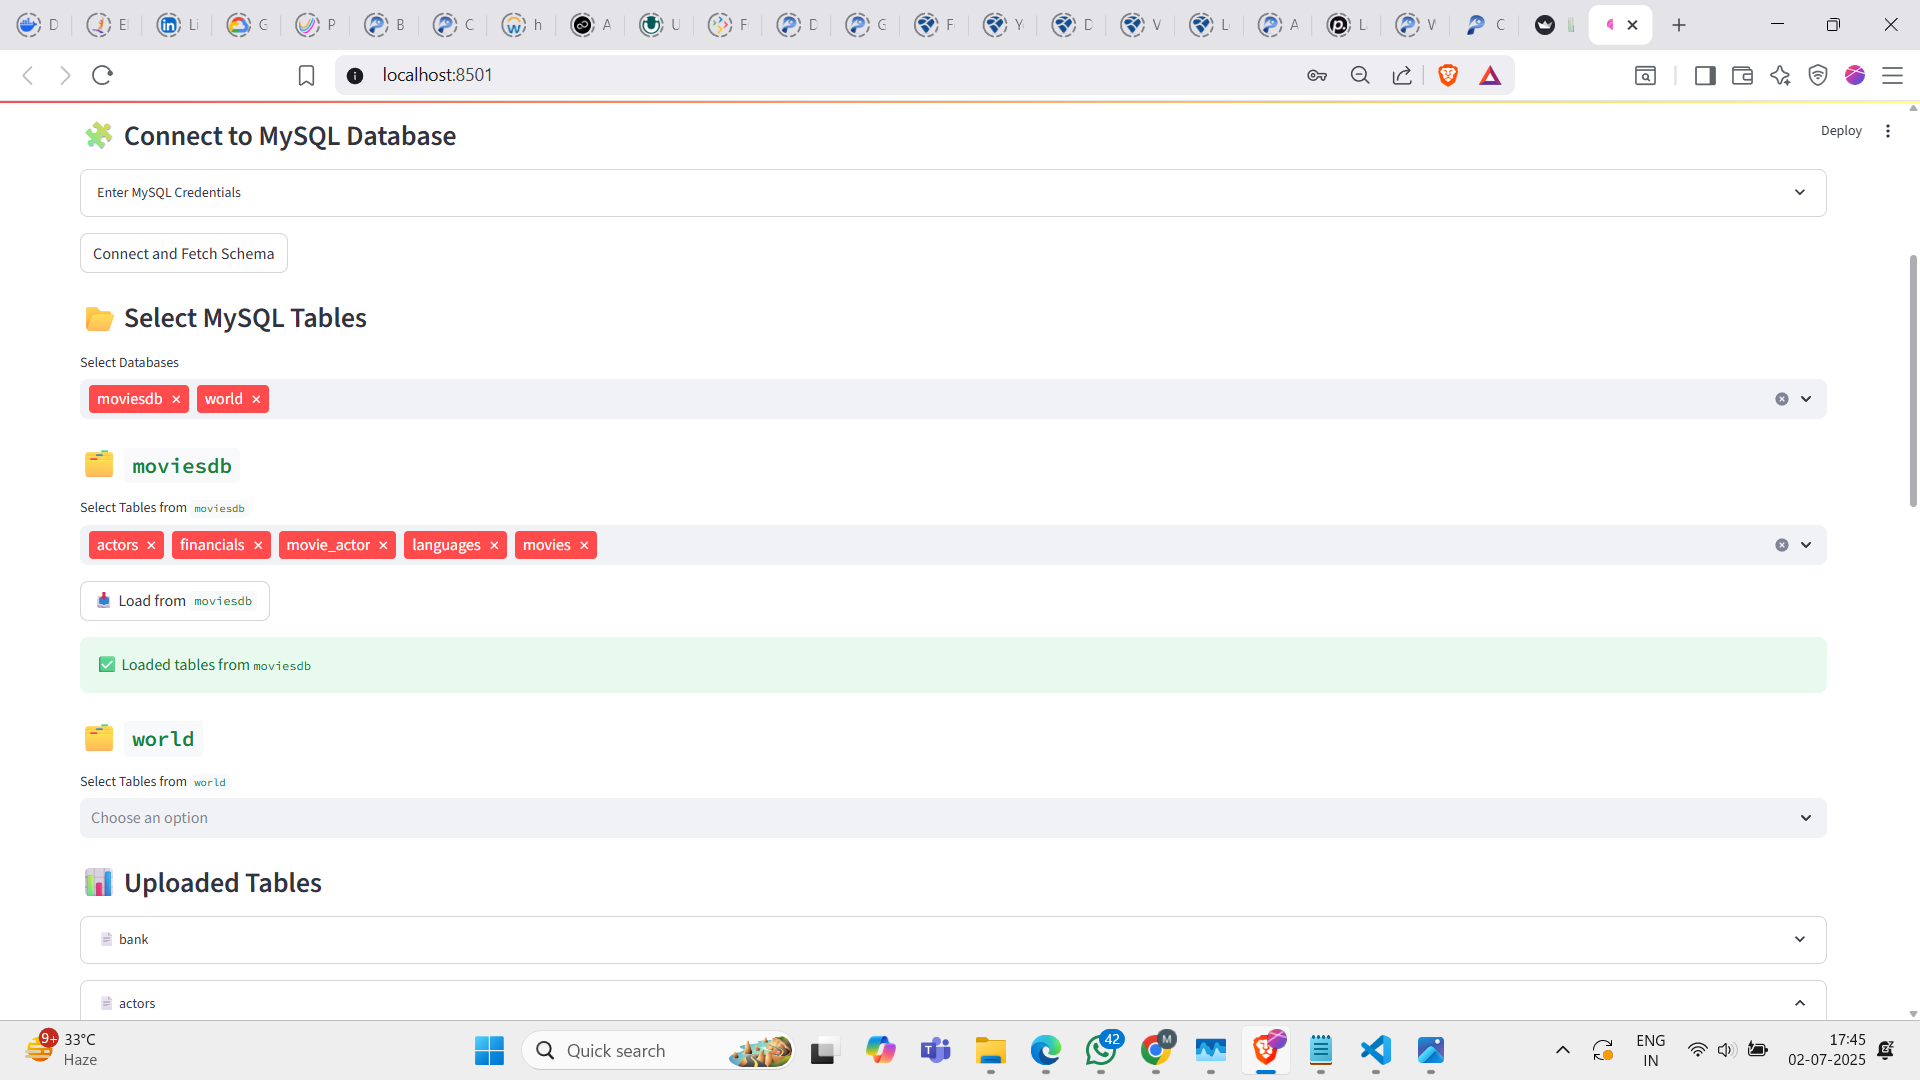 D
El
Li
G
P
B
C
h
A
U
F
D
G
F
Y
D
V
L
A
L
V
C
localhost:8501
Deploy
Connect to MySQL Database
Enter MySQL Credentials
Connect and Fetch Schema
Select MySQL Tables
Select Databases
moviesdb × world ×
moviesdb
Select Tables from moviesdb
actors × financials × movie_actor × languages × movies ×
Load from moviesdb
Loaded tables from moviesdb
world
Select Tables from world
Choose an option
Uploaded Tables
bank
actors
9+
33°C
Haze
Quick search
42
M
ENG
IN
17:45
02-07-2025